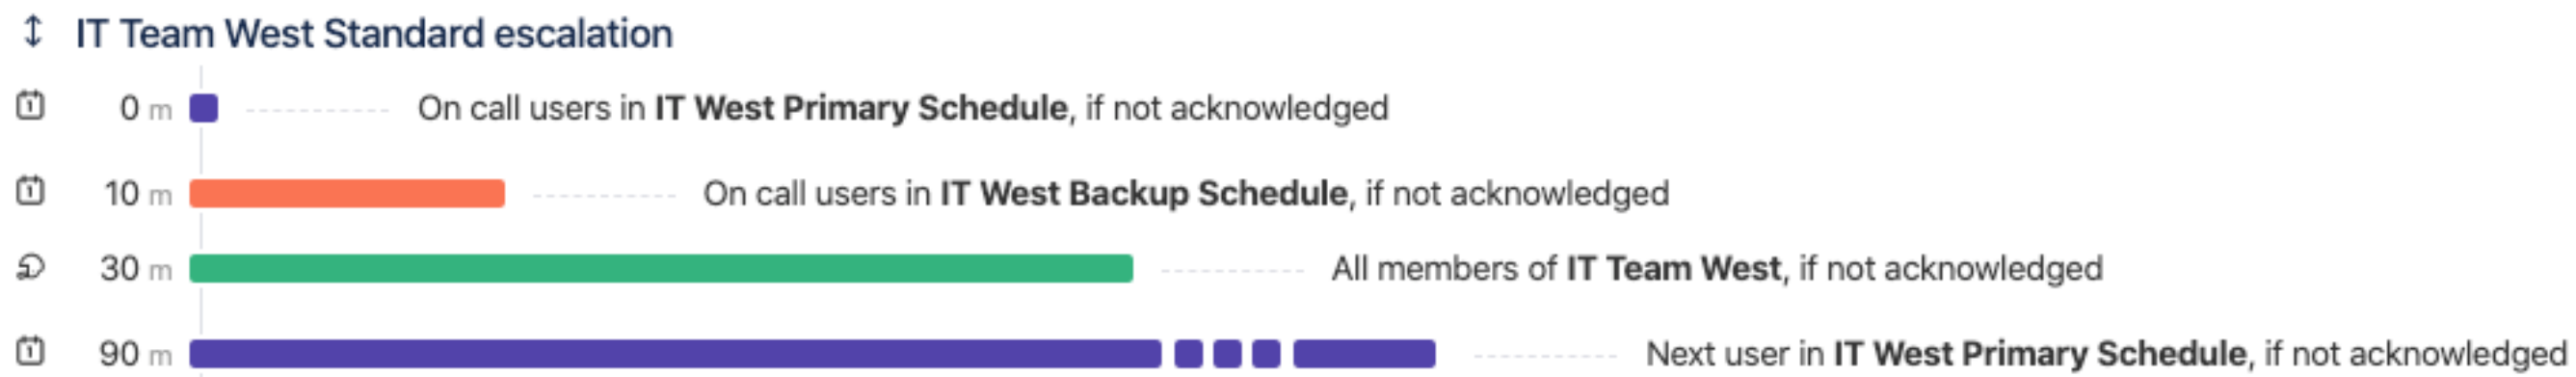 IT Team West Standard escalation
0 m On call users in IT West Primary Schedule, if not acknowledged
10 m On call users in IT West Backup Schedule, if not acknowledged
30 m All members of IT Team West, if not acknowledged
90 m Next user in IT West Primary Schedule, if not acknowledged